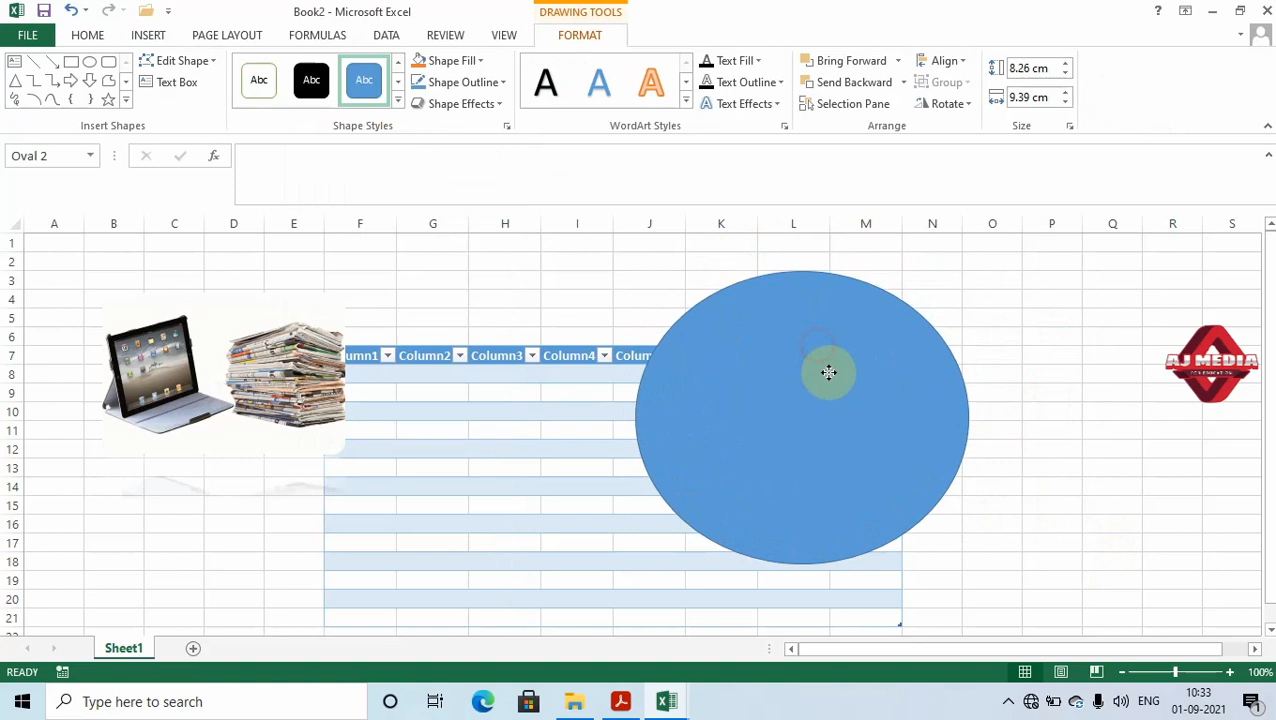 Book2 - Microsoft Excel
DRAWING TOOLS
?
FILE
HOME
INSERT
PAGE LAYOUT
FORMULAS
DATA
REVIEW
VIEW
FORMAT
Edit Shape
Text Box
Insert Shapes
Abc
Abc
Abc
Shape Fill
Shape Outline
Shape Effects
Shape Styles
A
A
A
Text Fill
Text Outline
Text Effects
WordArt Styles
Bring Forward
Send Backward
Selection Pane
Align
Group
Rotate
Arrange
8.26 cm
9.39 cm
Size
Oval 2
fx
A B C D E F G H I J K L M N O P Q R S
1
2
3
4
5
6
7 umn1 Column2 Column3 Column4 Colum
8
9
10
11
12
13
14
15
16
17
18
19
20
21
AJ MEDIA
FOR EDUCATION
Sheet1
READY
100%
Type here to search
ENG
10:33
01-09-2021
1